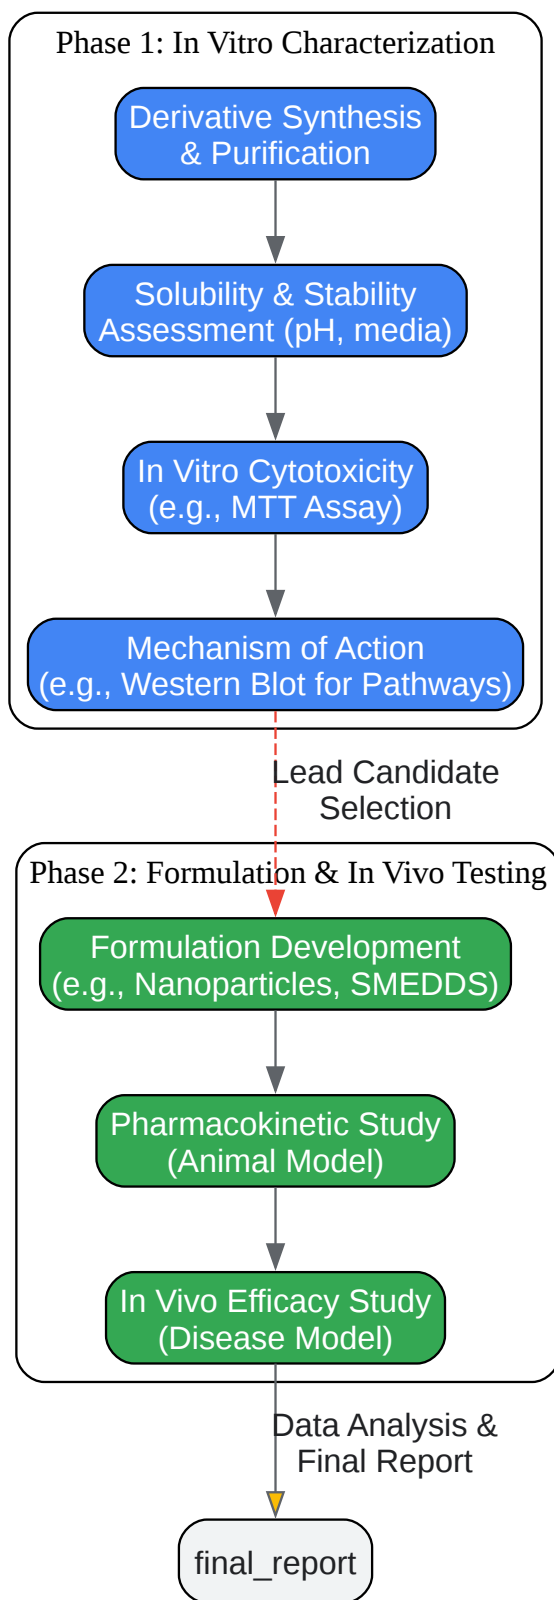 Phase 1: In Vitro Characterization
Derivative Synthesis
& Purification
Solubility & Stability
Assessment (pH, media)
In Vitro Cytotoxicity
(e.g., MTT Assay)
Mechanism of Action
(e.g., Western Blot for Pathways)
Lead Candidate
Selection
Phase 2: Formulation & In Vivo Testing
Formulation Development
(e.g., Nanoparticles, SMEDDS)
Pharmacokinetic Study
(Animal Model)
In Vivo Efficacy Study
(Disease Model)
Data Analysis &
Final Report
final_report